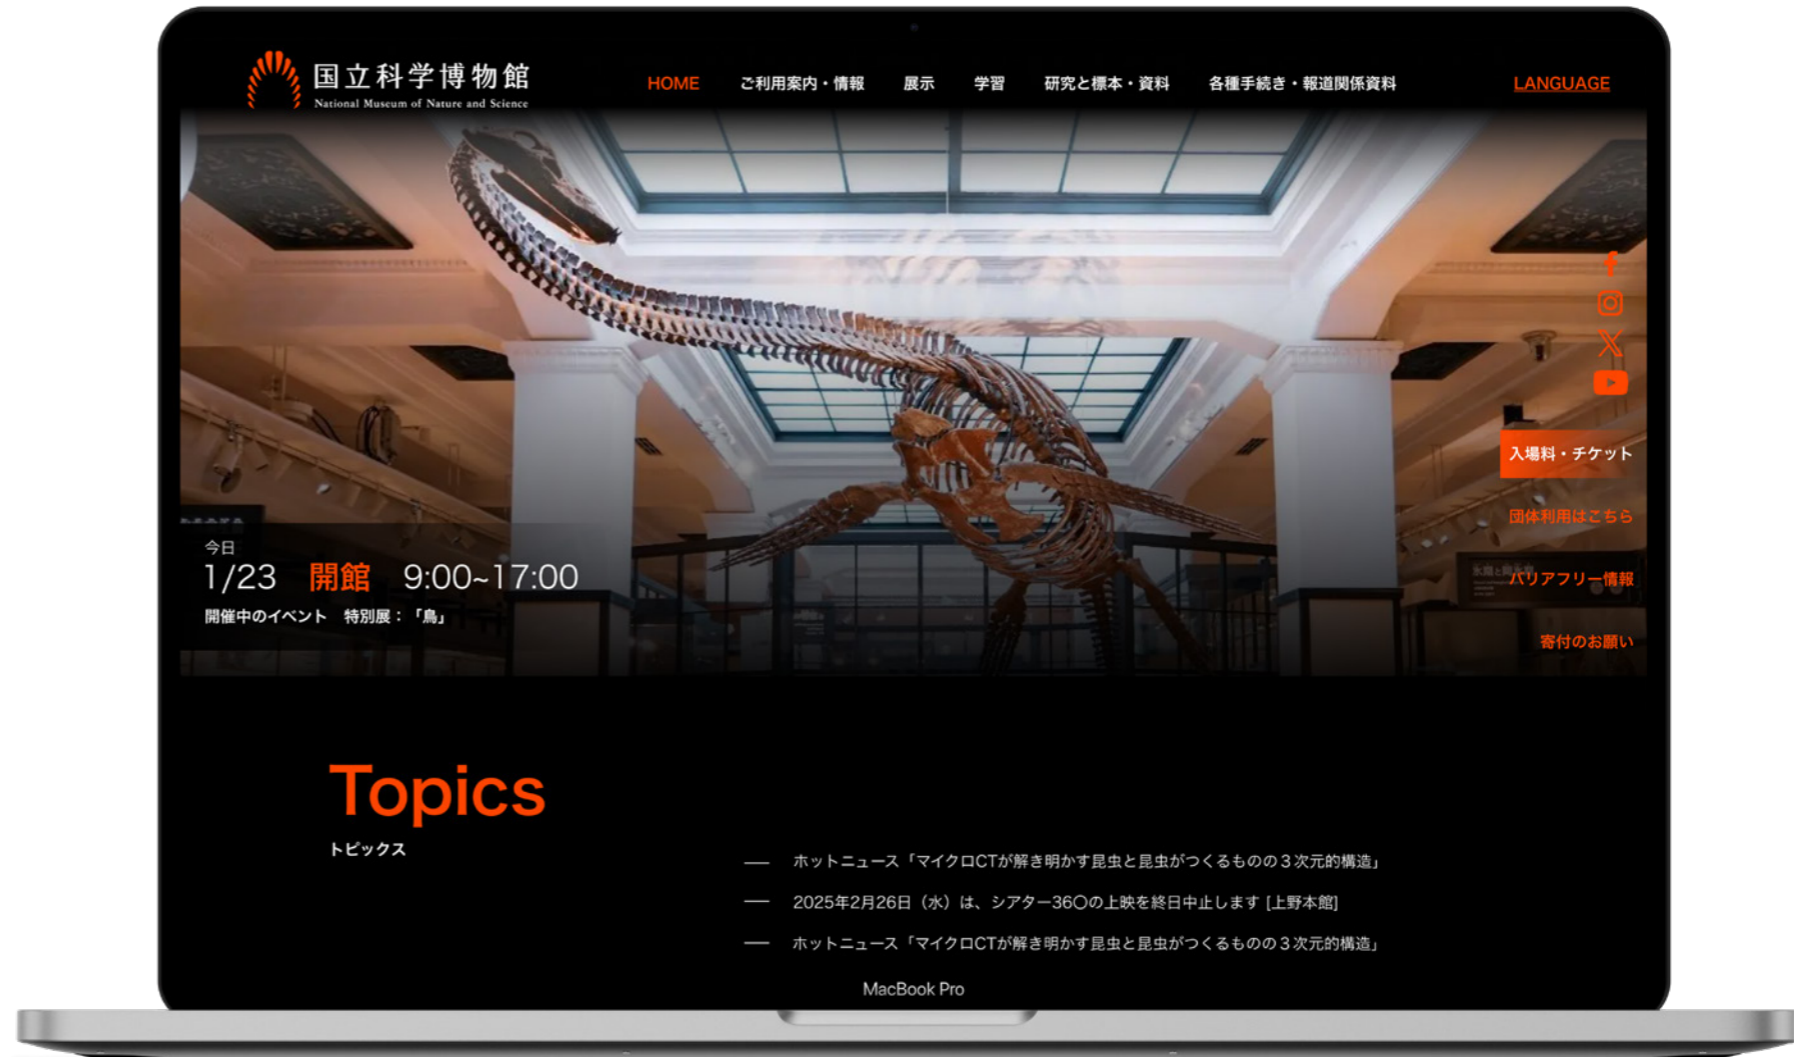 国立科学博物館
National Museum of Nature and Science
HOME ご利用案内・情報 展示 学習 研究と標本・資料 各種手続き・報道関係資料 LANGUAGE
入場料・チケット
団体利用はこちら
バリアフリー情報
寄付のお願い
今日
1/23 開館 9:00~17:00
開催中のイベント 特別展：「鳥」
Topics
トピックス
ホットニュース「マイクロCTが解き明かす昆虫と昆虫がつくるものの３次元的構造」
2025年2月26日（水）は、シアター36〇の上映を終日中止します [上野本館]
ホットニュース「マイクロCTが解き明かす昆虫と昆虫がつくるものの３次元的構造」
MacBook Pro